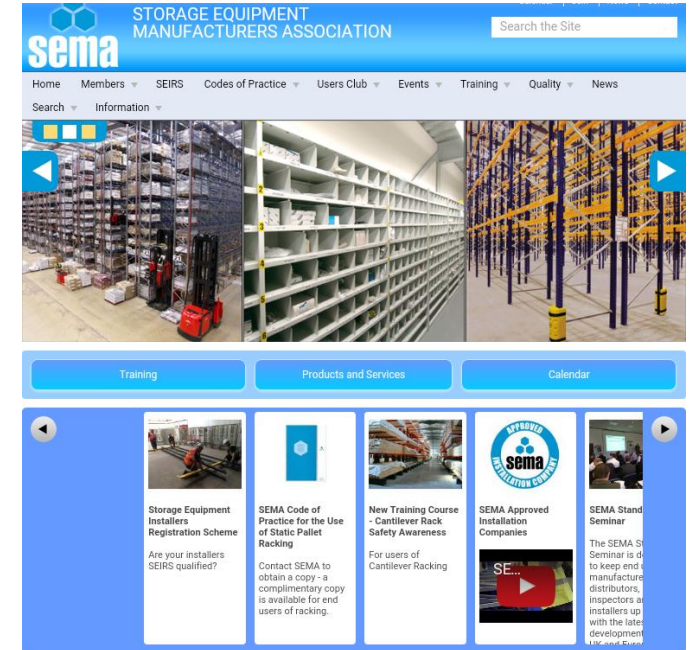 STORAGE EQUIPMENT
MANUFACTURERS ASSOCIATION
sema
Search the Site
Home Members SEIRS Codes of Practice Users Club Events Training Quality News
Search Information
Training Products and Services Calendar
Storage Equipment
Installers
Registration Scheme
Are your installers
SEIRS qualified?
SEMA Code of
Practice for the Use
of Static Pallet
Racking
Contact SEMA to
obtain a copy - a
complimentary copy
is available for end
users of racking.
New Training Course
- Cantilever Rack
Safety Awareness
For users of
Cantilever Racking
APPROVED
sema
INSTALLATION COMPANY
SEMA Approved
Installation
Companies
SE...
SEMA Stand
Seminar
The SEMA St
Seminar is d
to keep end u
manufacture
distributors,
inspectors a
installers up
with the lates
development